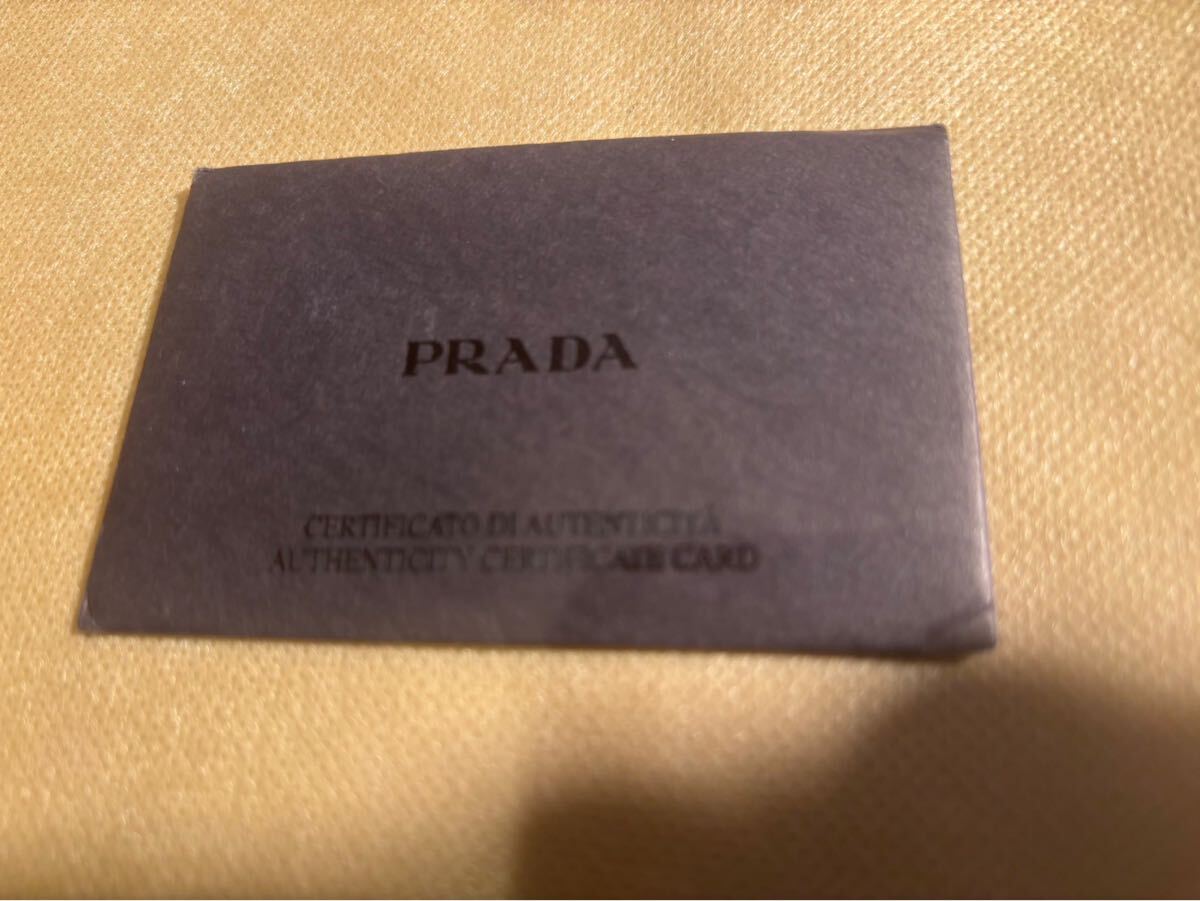 PRADA
CERTIFICATO DI AUTENTICITÀ
AUTHENTICITY CERTIFICATE CARD